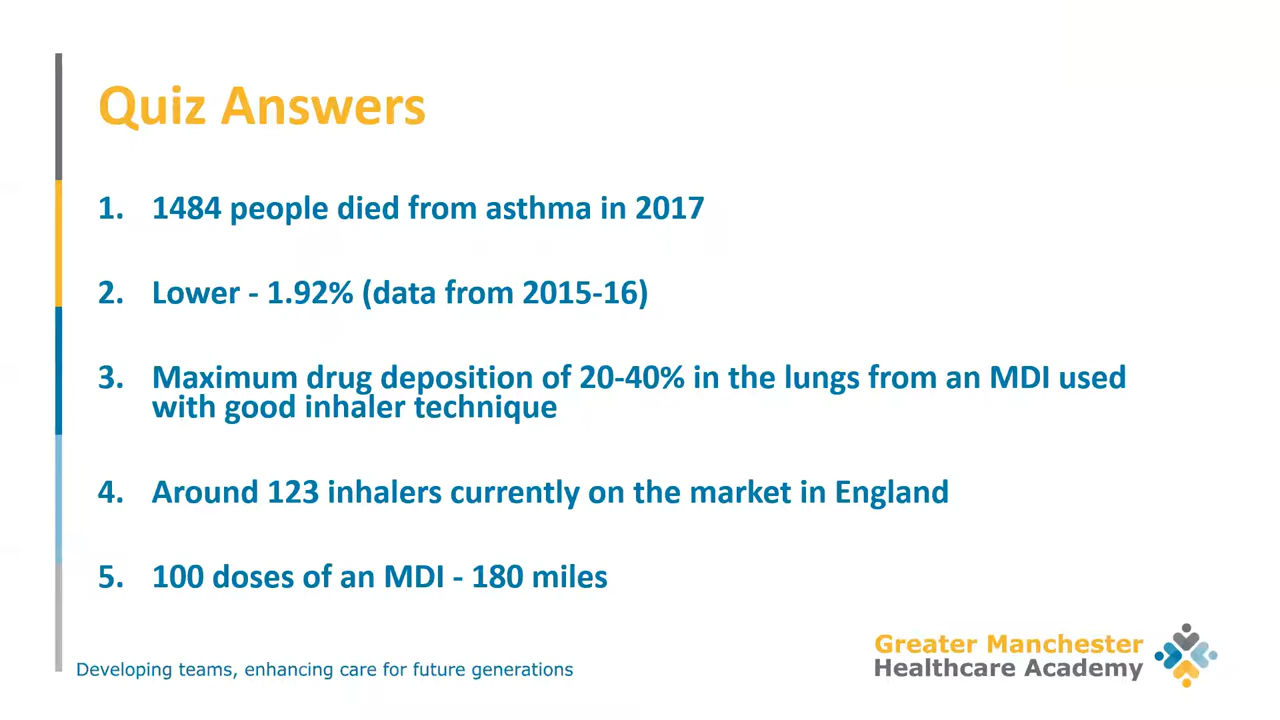 Quiz Answers
1. 1484 people died from asthma in 2017
2. Lower - 1.92% (data from 2015-16)
3. Maximum drug deposition of 20-40% in the lungs from an MDI used
with good inhaler technique
4. Around 123 inhalers currently on the market in England
5. 100 doses of an MDI - 180 miles
Developing teams, enhancing care for future generations
Greater Manchester
Healthcare Academy